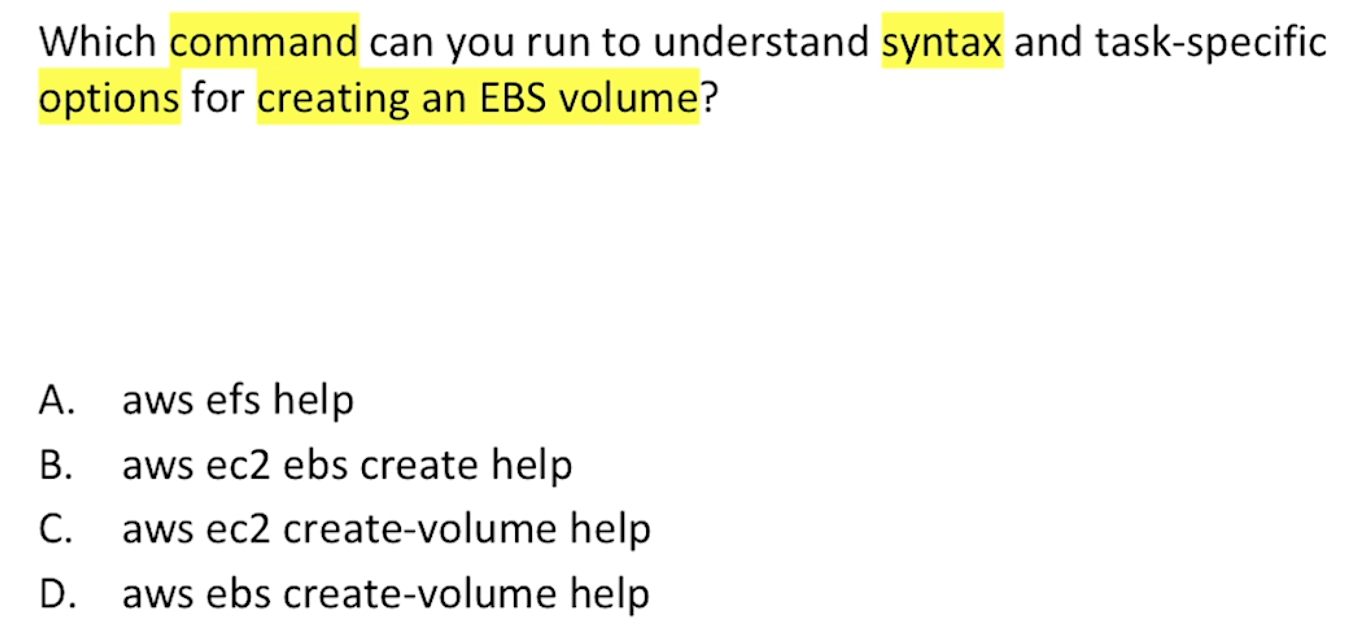 Which command can you run to understand syntax and task-specific
options for creating an EBS volume?
A. aws efs help
B. aws ec2 ebs create help
C. aws ec2 create-volume help
D. aws ebs create-volume help